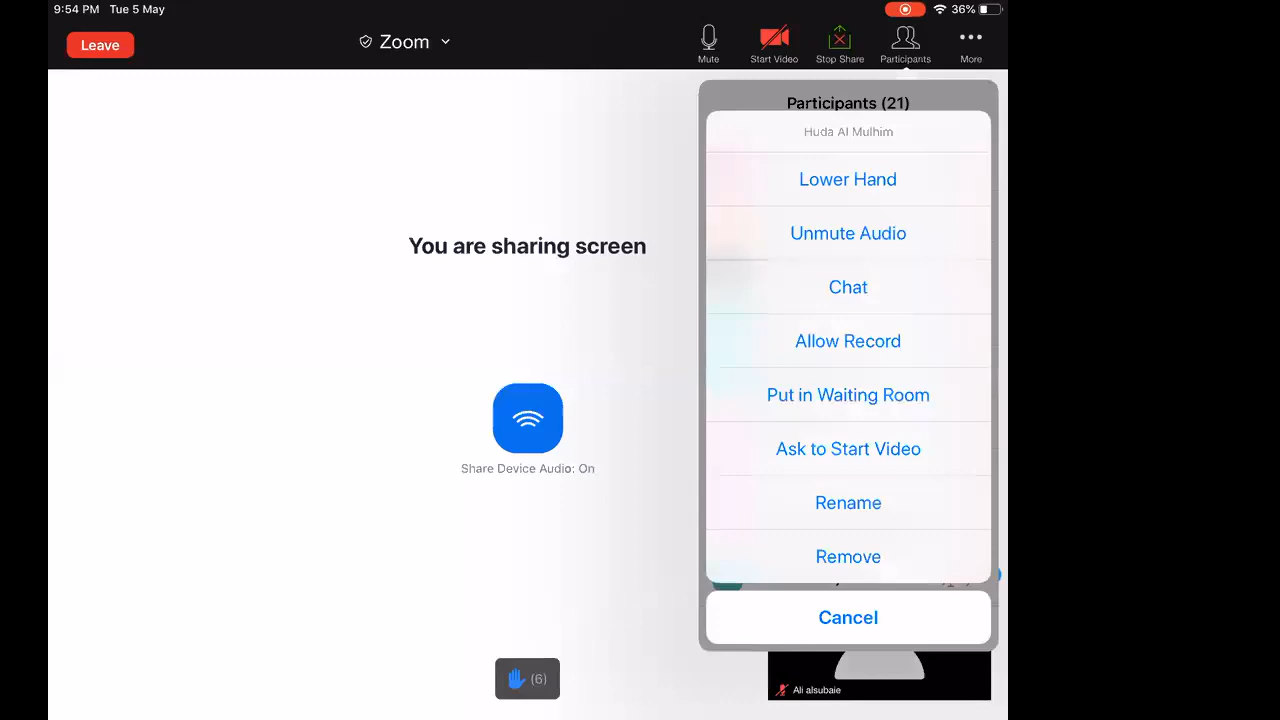 9:54 PM Tue 5 May
36%
Leave
Zoom
Mute
Start Video
Stop Share
Participants
More
Participants (21)
Huda Al Mulhim
Lower Hand
Unmute Audio
Chat
Allow Record
Put in Waiting Room
Ask to Start Video
Rename
Remove
Cancel
You are sharing screen
Share Device Audio: On
(6)
Ali alsubaie